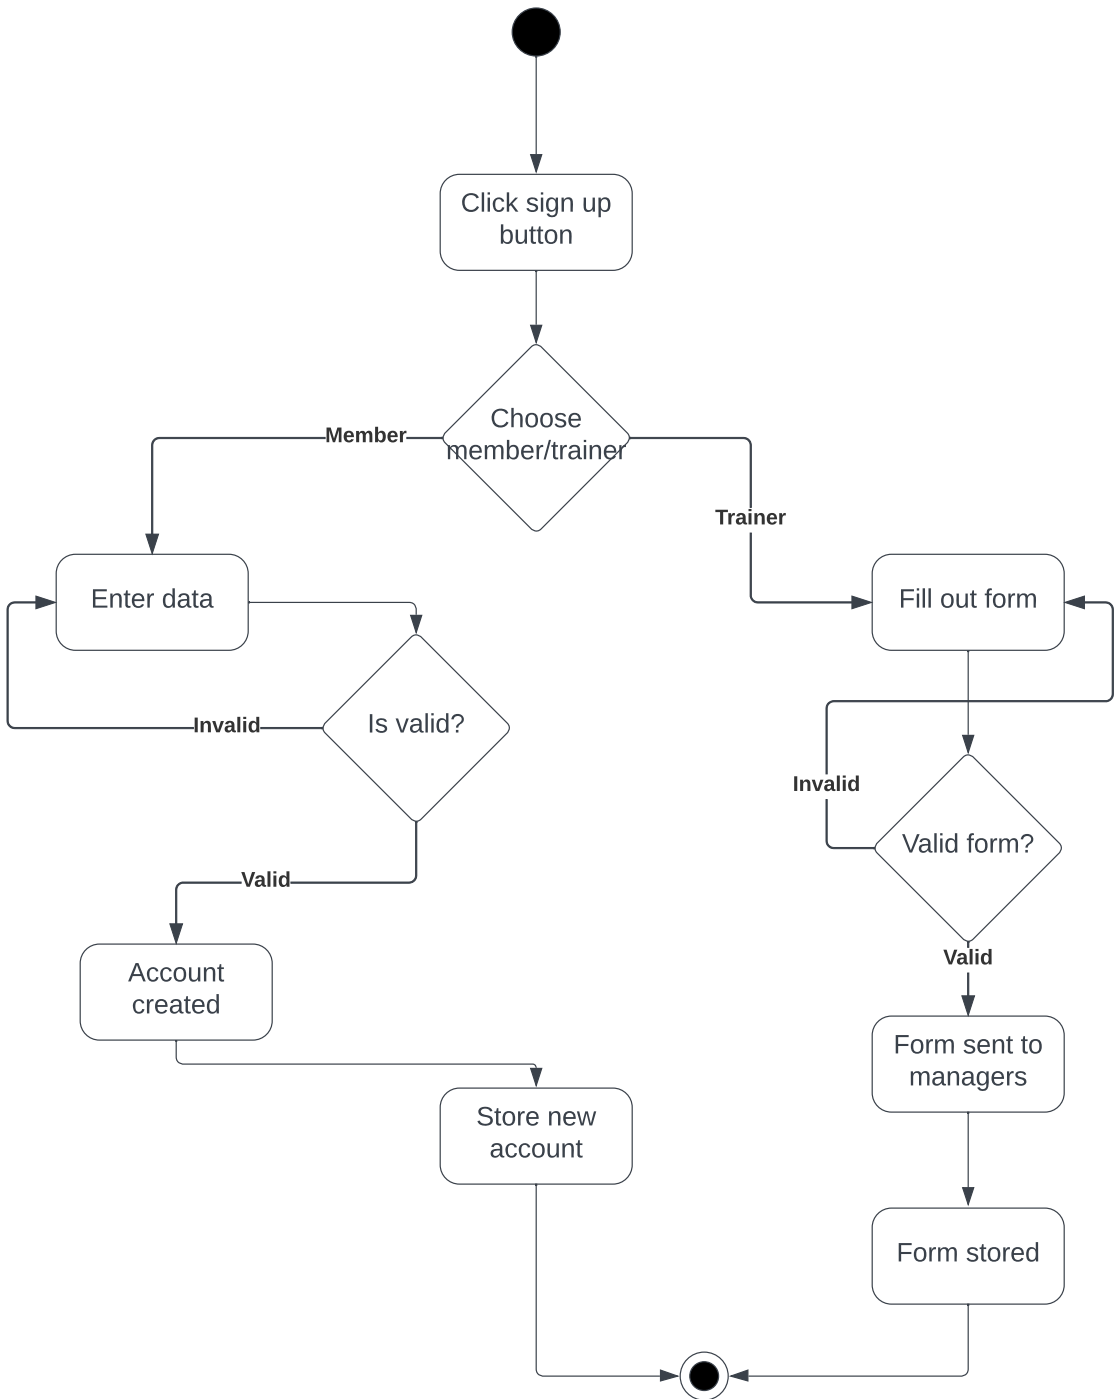 Click sign up
button
Choose
member/trainer
Member
Trainer
Enter data
Fill out form
Is valid?
Invalid
Invalid
Valid form?
Valid
Valid
Account
created
Form sent to
managers
Store new
account
Form stored